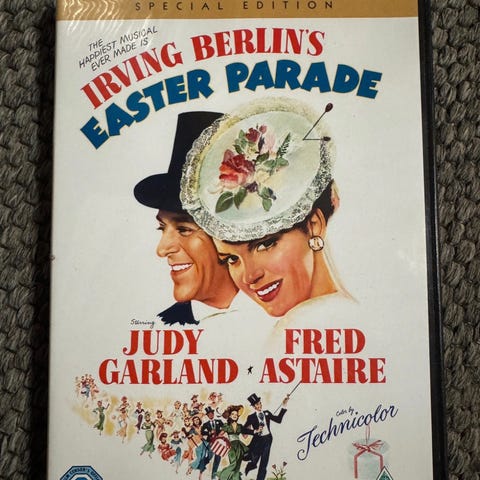 SPECIAL EDITION
THE
HAPPIEST MUSICAL
EVER MADE IS
IRVING BERLIN'S
EASTER PARADE
Starring
JUDY
GARLAND
FRED
ASTAIRE
Color by
Technicolor